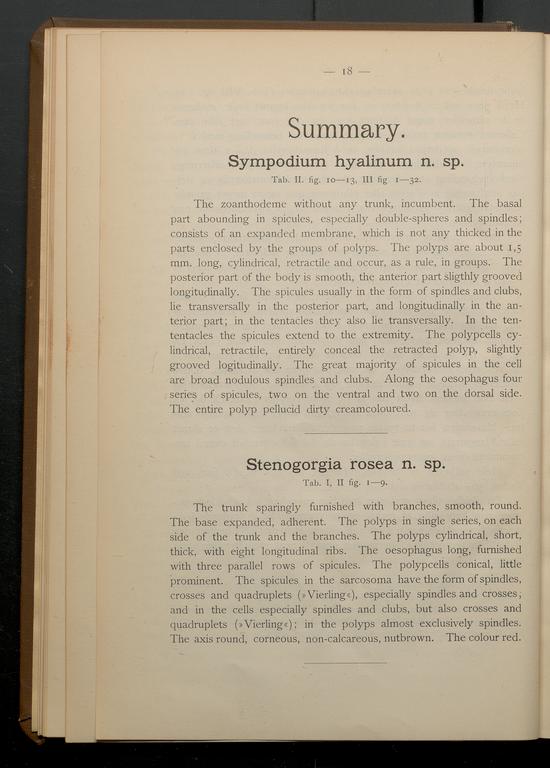 — 18 —
Summary.
Sympodium hyalinum n. sp.
Tab. II. fig. 10—13, III fig 1—32.
The zoanthodeme without any trunk, incumbent. The basal
part abounding in spicules, especially double-spheres and spindles;
consists of an expanded membrane, which is not any thicked in the
parts enclosed by the groups of polyps. The polyps are about 1,5
mm. long, cylindrical, retractile and occur, as a rule, in groups. The
posterior part of the body is smooth, the anterior part sligthly grooved
longitudinally. The spicules usually in the form of spindles and clubs,
lie transversally in the posterior part, and longitudinally in the an-
terior part; in the tentacles they also lie transversally. In the ten-
tentacles the spicules extend to the extremity. The polypcells cy-
lindrical, retractile, entirely conceal the retracted polyp, slightly
grooved logitudinally. The great majority of spicules in the cell
are broad nodulous spindles and clubs. Along the oesophagus four
series of spicules, two on the ventral and two on the dorsal side.
The entire polyp pellucid dirty creamcoloured.
Stenogorgia rosea n. sp.
Tab. I, II fig. 1—9.
The trunk sparingly furnished with branches, smooth, round.
The base expanded, adherent. The polyps in single series, on each
side of the trunk and the branches. The polyps cylindrical, short,
thick, with eight longitudinal ribs. The oesophagus long, furnished
with three parallel rows of spicules. The polypcells conical, little
prominent. The spicules in the sarcosoma have the form of spindles,
crosses and quadruplets (»Vierling«), especially spindles and crosses;
and in the cells especially spindles and clubs, but also crosses and
quadruplets (»Vierling«); in the polyps almost exclusively spindles.
The axis round, corneous, non-calcareous, nutbrown. The colour red.